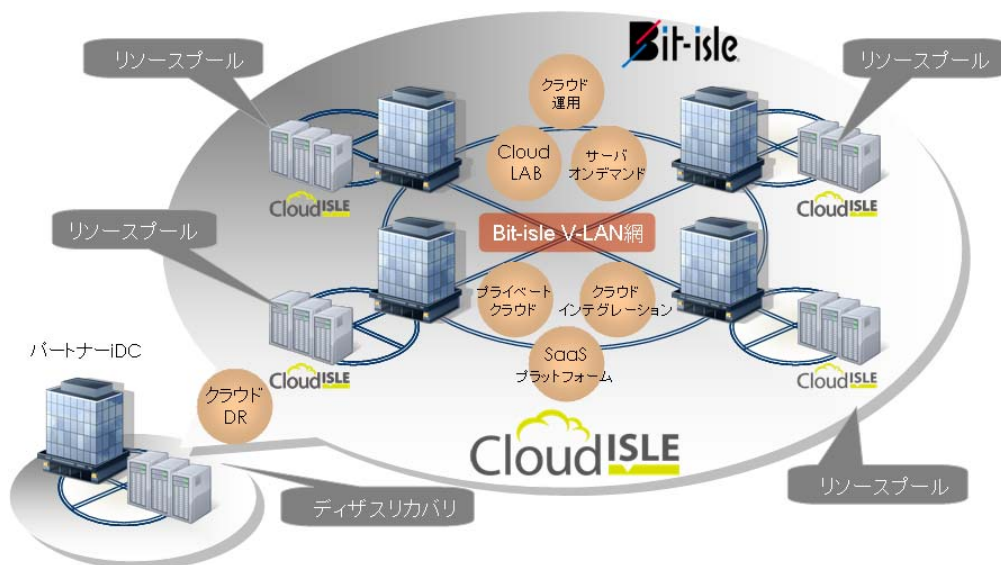 Bit-isle
リソースプール
リソースプール
クラウド
運用
Cloud
LAB
サーバ
オンデマンド
CloudISLE
CloudISLE
リソースプール
Bit-isle V-LAN網
プライベート
クラウド
クラウド
インテグレーション
SaaS
プラットフォーム
CloudISLE
CloudISLE
パートナーiDC
クラウド
DR
CloudISLE
リソースプール
ディザスリカバリ